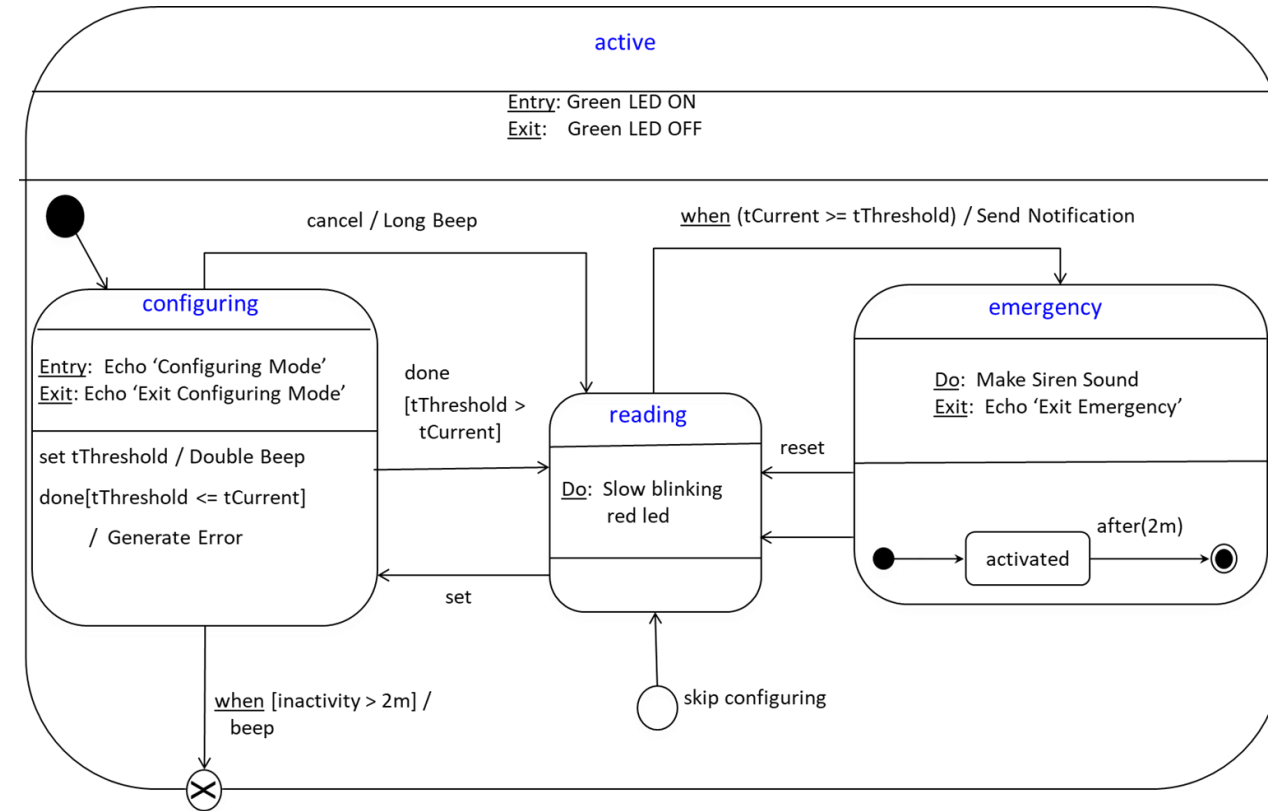 active
Entry: Green LED ON
Exit: Green LED OFF
cancel / Long Beep
when (tCurrent >= tThreshold) / Send Notification
configuring
Entry: Echo ‘Configuring Mode’
Exit: Echo ‘Exit Configuring Mode’
set tThreshold / Double Beep
done[tThreshold <= tCurrent]
/ Generate Error
done
[tThreshold >
tCurrent]
reading
Do: Slow blinking
red led
emergency
Do: Make Siren Sound
Exit: Echo ‘Exit Emergency’
reset
activated
after(2m)
set
when [inactivity > 2m] /
beep
skip configuring